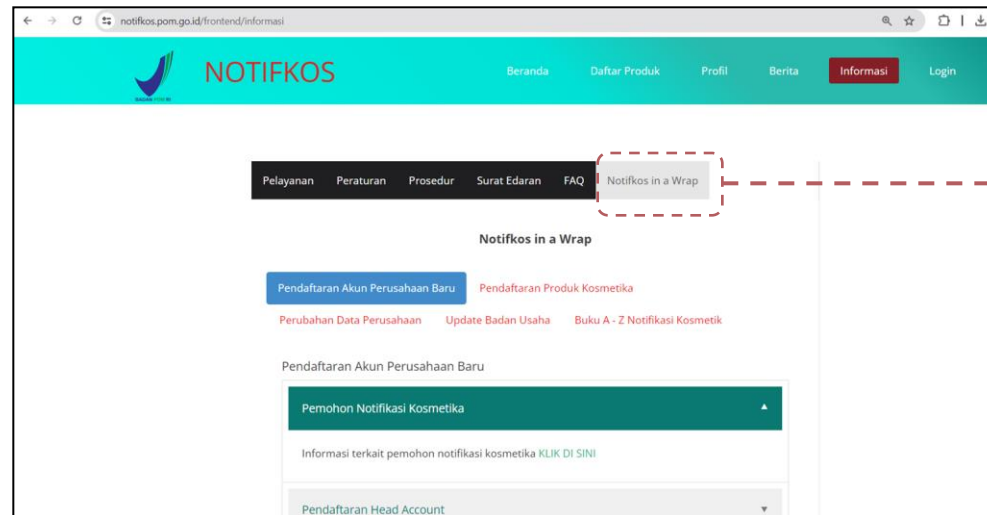 notifkos.pom.go.id/frontend/informasi
NOTIFKOS Beranda Daftar Produk Profil Berita Informasi Login
Pelayanan Peraturan Prosedur Surat Edaran FAQ Notifkos in a Wrap
Notifkos in a Wrap
Pendaftaran Akun Perusahaan Baru Pendaftaran Produk Kosmetika
Perubahan Data Perusahaan Update Badan Usaha Buku A - Z Notifikasi Kosmetik
Pendaftaran Akun Perusahaan Baru
Pemohon Notifikasi Kosmetika
Informasi terkait pemohon notifikasi kosmetika KLIK DI SINI
Pendaftaran Head Account